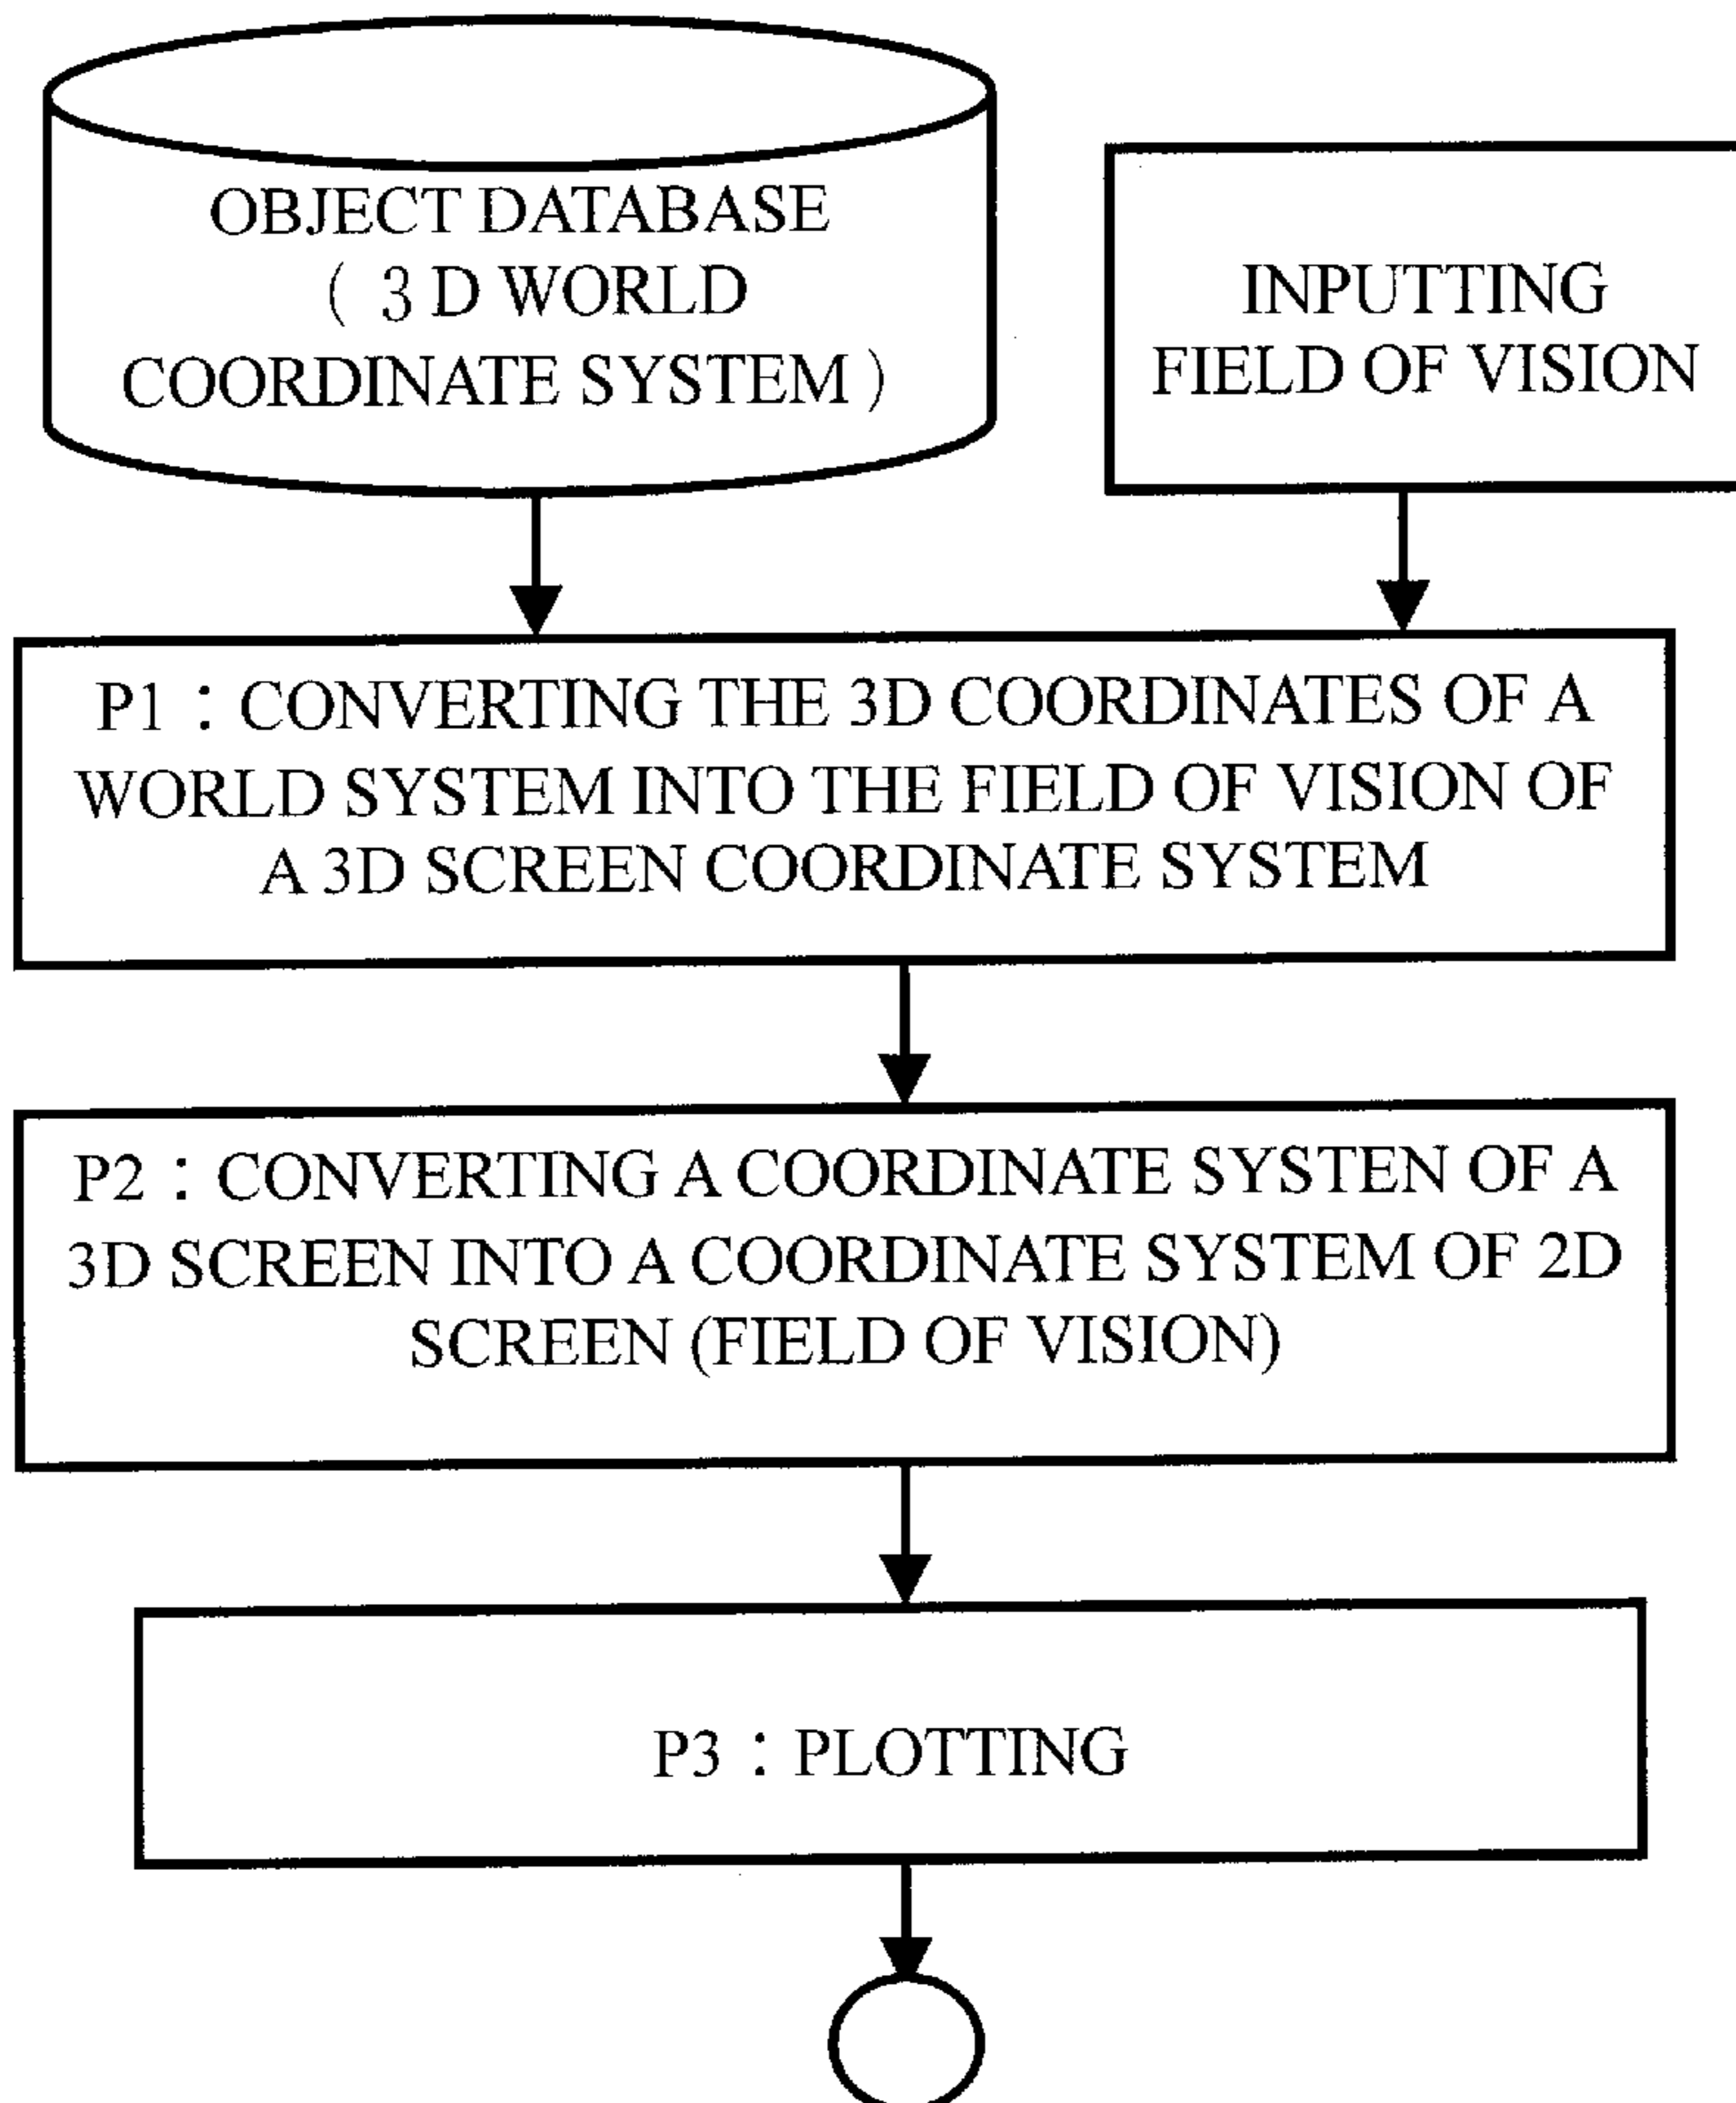 OBJECT DATABASE
( 3D WORLD
COORDINATE SYSTEM )
INPUTTING
FIELD OF VISION
P1 : CONVERTING THE 3D COORDINATES OF A
WORLD SYSTEM INTO THE FIELD OF VISION OF
A 3D SCREEN COORDINATE SYSTEM
P2 : CONVERTING A COORDINATE SYSTEN OF A
3D SCREEN INTO A COORDINATE SYSTEM OF 2D
SCREEN (FIELD OF VISION)
P3 : PLOTTING